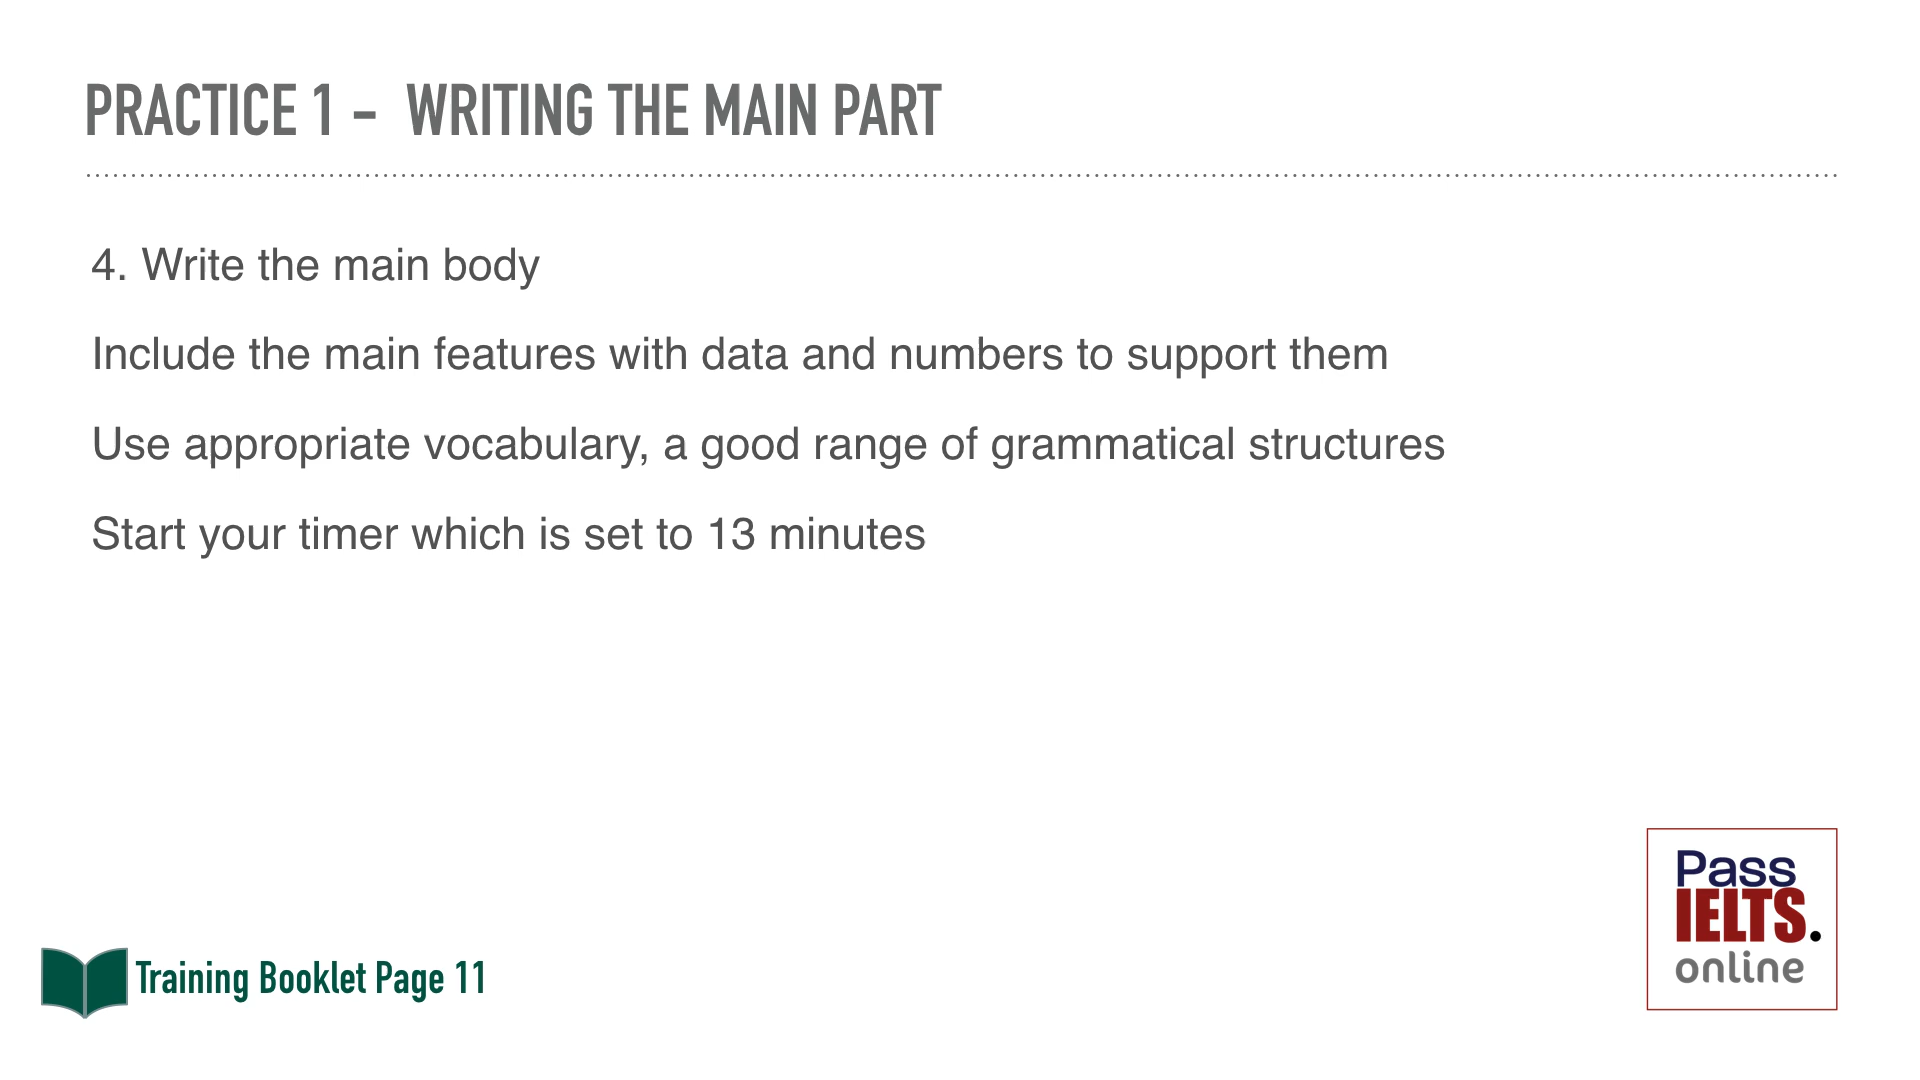 PRACTICE 1 - WRITING THE MAIN PART
4. Write the main body
Include the main features with data and numbers to support them
Use appropriate vocabulary, a good range of grammatical structures
Start your timer which is set to 13 minutes
Training Booklet Page 11
Pass
IELTS.
online